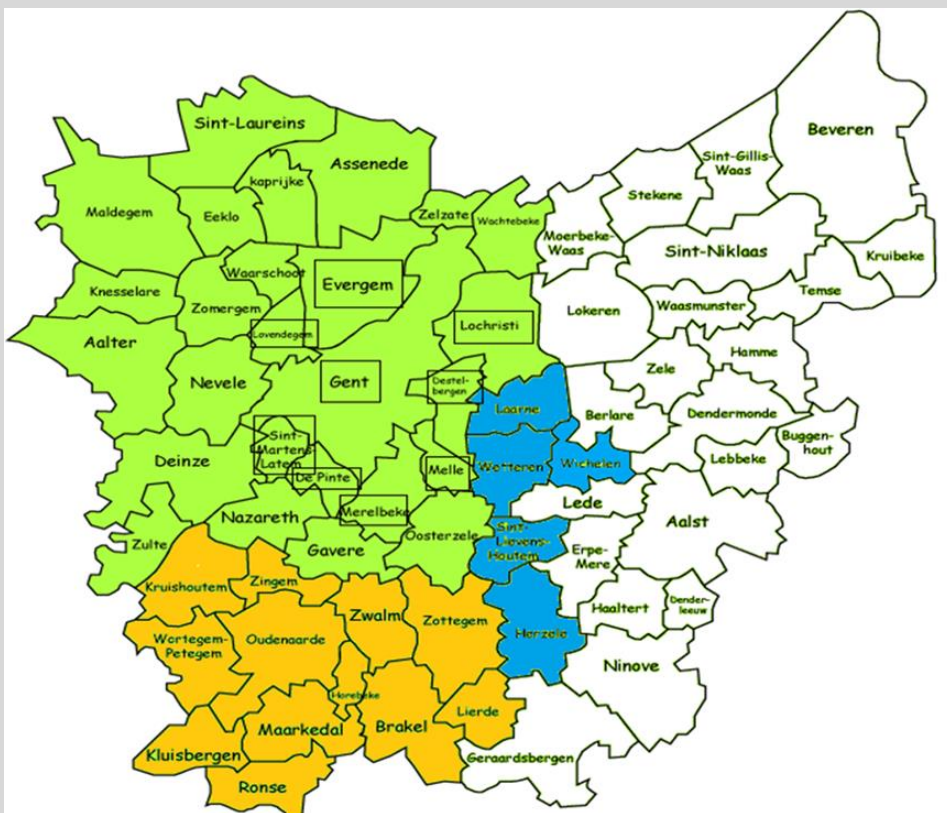 Beveren
Sint-Laureins
Assenede
Sint-Gillis-
Waas
kaprijke
Stekene
Maldegem
Eeklo
Zelzate
Wachtebeke
Moerbeke-
Waas
Sint-Niklaas
Kruibeke
Waarschoot
Evergem
Knesselare
Zomergem
Temse
Waasmunster
Lokeren
Lochristi
Lovendegem
Aalter
Hamme
Zele
Nevele
Gent
Destel-
bergen
Laarne
Berlare
Dendermonde
Buggen-
hout
Sint-
Martens-
Latem
Deinze
Wetteren
Wichelen
Lebbeke
Melle
De Pinte
Lede
Merelbeke
Nazareth
Aalst
Oosterzele
Sint-
Lievens-
Houtem
Zulte
Gavere
Erpe-
Mere
Kruishoutem
Zingem
Haaltert
Dender-
leeuw
Zwalm
Zottegem
Wortegem-
Petegem
Oudenaarde
Herzele
Ninove
Horebeke
Lierde
Maarkedal
Brakel
Kluisbergen
Geraardsbergen
Ronse